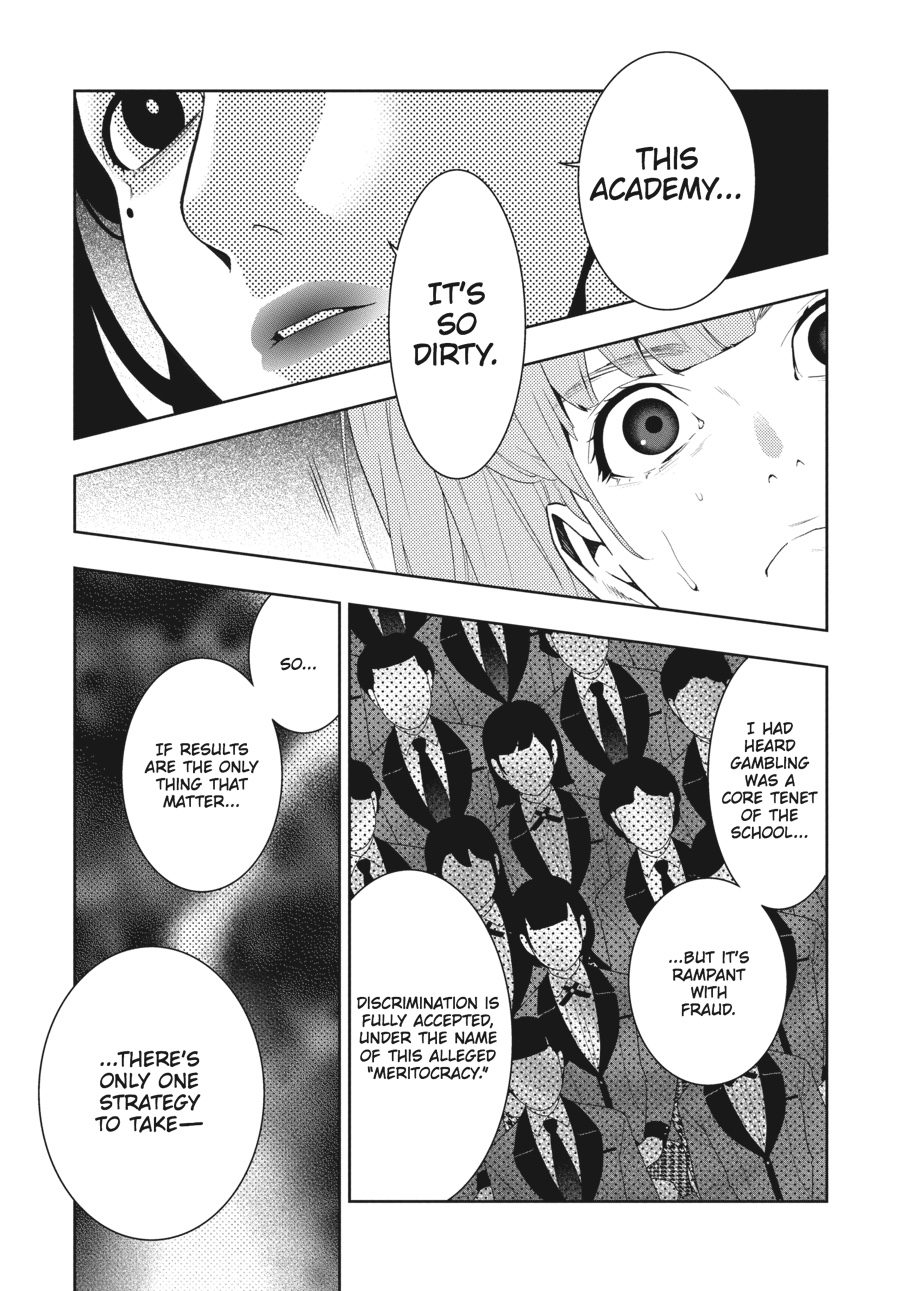 THIS
ACADEMY...
IT'S
SO
DIRTY.
I HAD
HEARD
GAMBLING
WAS A
CORE TENET
OF THE
SCHOOL...
...BUT IT'S
RAMPANT
WITH
FRAUD.
DISCRIMINATION IS
FULLY ACCEPTED,
UNDER THE NAME
OF THIS ALLEGED
"MERITOCRACY."
SO...
IF RESULTS
ARE THE ONLY
THING THAT
MATTER...
...THERE'S
ONLY ONE
STRATEGY
TO TAKE—